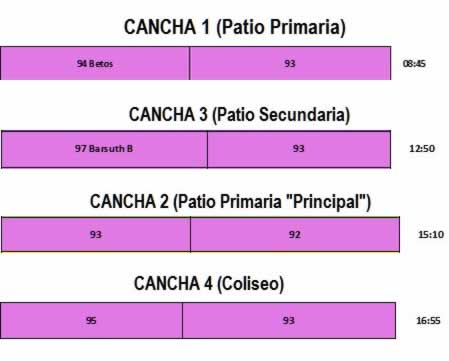 CANCHA 1 (Patio Primaria)
94 Betos 93 08:45
CANCHA 3 (Patio Secundaria)
97 Barsuth B 93 12:50
CANCHA 2 (Patio Primaria "Principal")
93 92 15:10
CANCHA 4 (Coliseo)
95 93 16:55